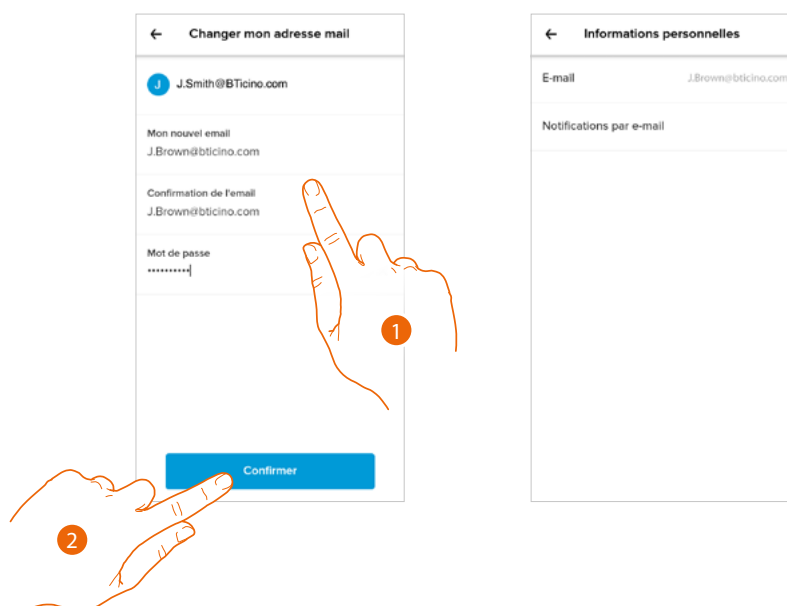 ← Changer mon adresse mail
J J.Smith@BTicino.com
Mon nouvel email
J.Brown@bticino.com
Confirmation de l'email
J.Brown@bticino.com
Mot de passe
••••••••••
1
Confirmer
2
← Informations personnelles
E-mail J.Brown@bticino.com
Notifications par e-mail